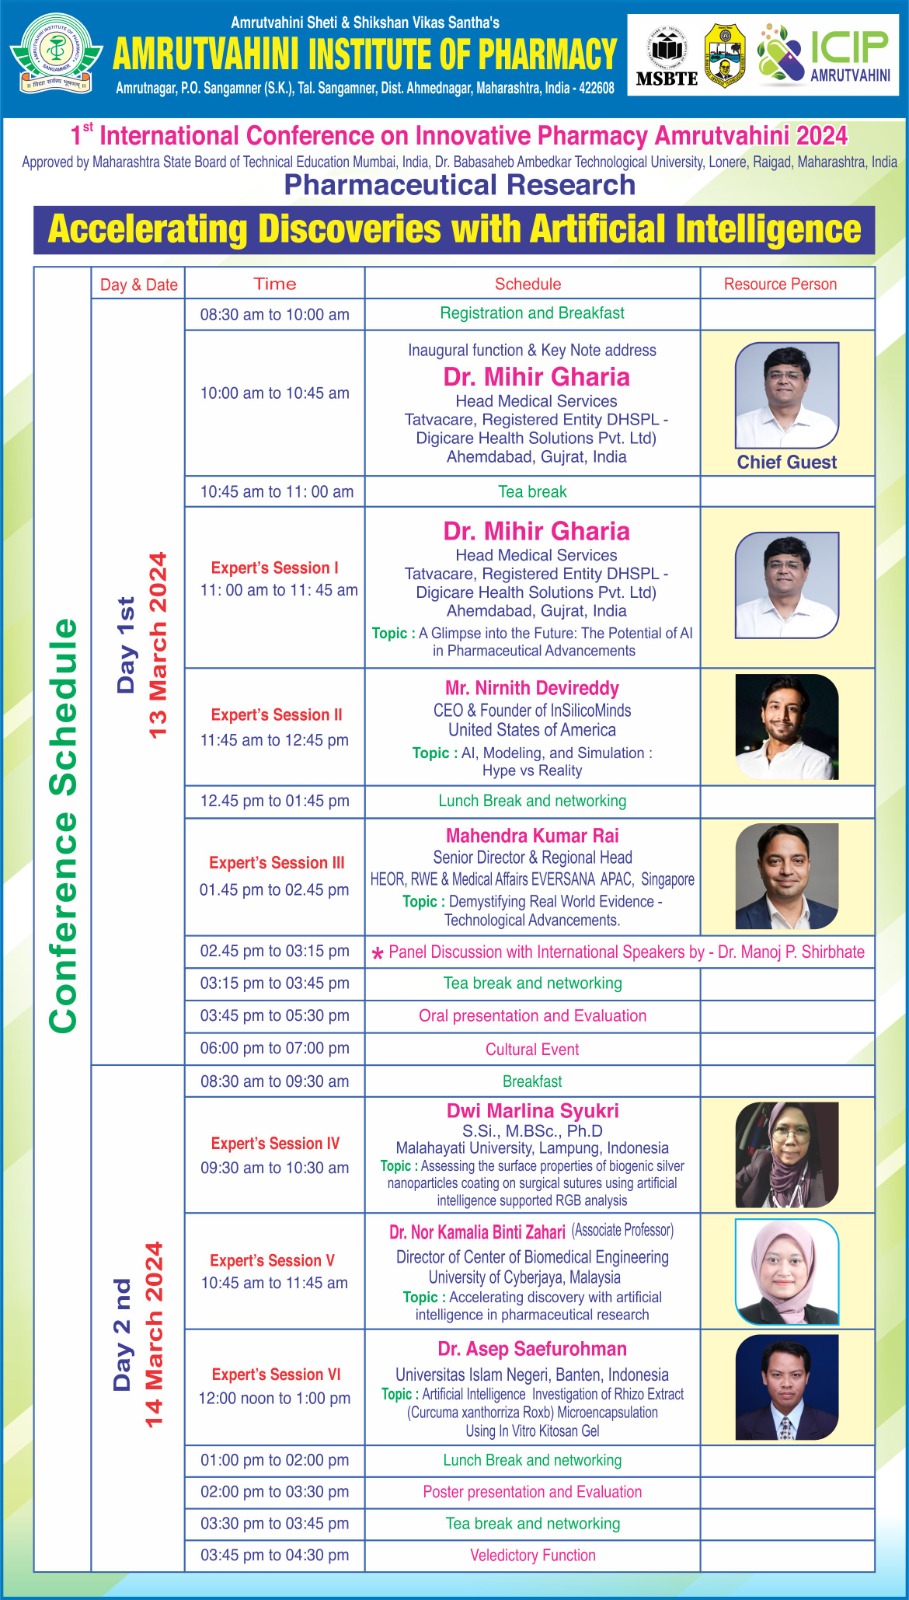 Amrutvahini Sheti & Shikshan Vikas Santha's
AMRUTVAHINI INSTITUTE OF PHARMACY
Amrutnagar, P.O. Sangamner (S.K.), Tal. Sangamner, Dist. Ahmednagar, Maharashtra, India - 422608
MSBTE
ICIP
AMRUTVAHINI
1st International Conference on Innovative Pharmacy Amrutvahini 2024
Approved by Maharashtra State Board of Technical Education Mumbai, India, Dr. Babasaheb Ambedkar Technological University, Lonere, Raigad, Maharashtra, India
Pharmaceutical Research
Accelerating Discoveries with Artificial Intelligence
Conference Schedule
Day & Date
Time
Schedule
Resource Person
Day 1st
13 March 2024
08:30 am to 10:00 am
Registration and Breakfast
10:00 am to 10:45 am
Inaugural function & Key Note address
Dr. Mihir Gharia
Head Medical Services
Tatvacare, Registered Entity DHSPL -
Digicare Health Solutions Pvt. Ltd)
Ahemdabad, Gujrat, India
Chief Guest
10:45 am to 11: 00 am
Tea break
Expert's Session I
11: 00 am to 11: 45 am
Dr. Mihir Gharia
Head Medical Services
Tatvacare, Registered Entity DHSPL -
Digicare Health Solutions Pvt. Ltd)
Ahemdabad, Gujrat, India
Topic : A Glimpse into the Future: The Potential of AI
in Pharmaceutical Advancements
Expert's Session II
11:45 am to 12:45 pm
Mr. Nirnith Devireddy
CEO & Founder of InSilicoMinds
United States of America
Topic : AI, Modeling, and Simulation :
Hype vs Reality
12.45 pm to 01:45 pm
Lunch Break and networking
Expert's Session III
01.45 pm to 02.45 pm
Mahendra Kumar Rai
Senior Director & Regional Head
HEOR, RWE & Medical Affairs EVERSANA APAC, Singapore
Topic : Demystifying Real World Evidence -
Technological Advancements.
02.45 pm to 03:15 pm
* Panel Discussion with International Speakers by - Dr. Manoj P. Shirbhate
03:15 pm to 03:45 pm
Tea break and networking
03:45 pm to 05:30 pm
Oral presentation and Evaluation
06:00 pm to 07:00 pm
Cultural Event
Day 2 nd
14 March 2024
08:30 am to 09:30 am
Breakfast
Expert's Session IV
09:30 am to 10:30 am
Dwi Marlina Syukri
S.Si., M.BSc., Ph.D
Malahayati University, Lampung, Indonesia
Topic : Assessing the surface properties of biogenic silver
nanoparticles coating on surgical sutures using artificial
intelligence supported RGB analysis
Expert's Session V
10:45 am to 11:45 am
Dr. Nor Kamalia Binti Zahari (Associate Professor)
Director of Center of Biomedical Engineering
University of Cyberjaya, Malaysia
Topic : Accelerating discovery with artificial
intelligence in pharmaceutical research
Expert's Session VI
12:00 noon to 1:00 pm
Dr. Asep Saefurohman
Universitas Islam Negeri, Banten, Indonesia
Topic : Artificial Intelligence Investigation of Rhizo Extract
(Curcuma xanthorriza Roxb) Microencapsulation
Using In Vitro Kitosan Gel
01:00 pm to 02:00 pm
Lunch Break and networking
02:00 pm to 03:30 pm
Poster presentation and Evaluation
03:30 pm to 03:45 pm
Tea break and networking
03:45 pm to 04:30 pm
Veledictory Function